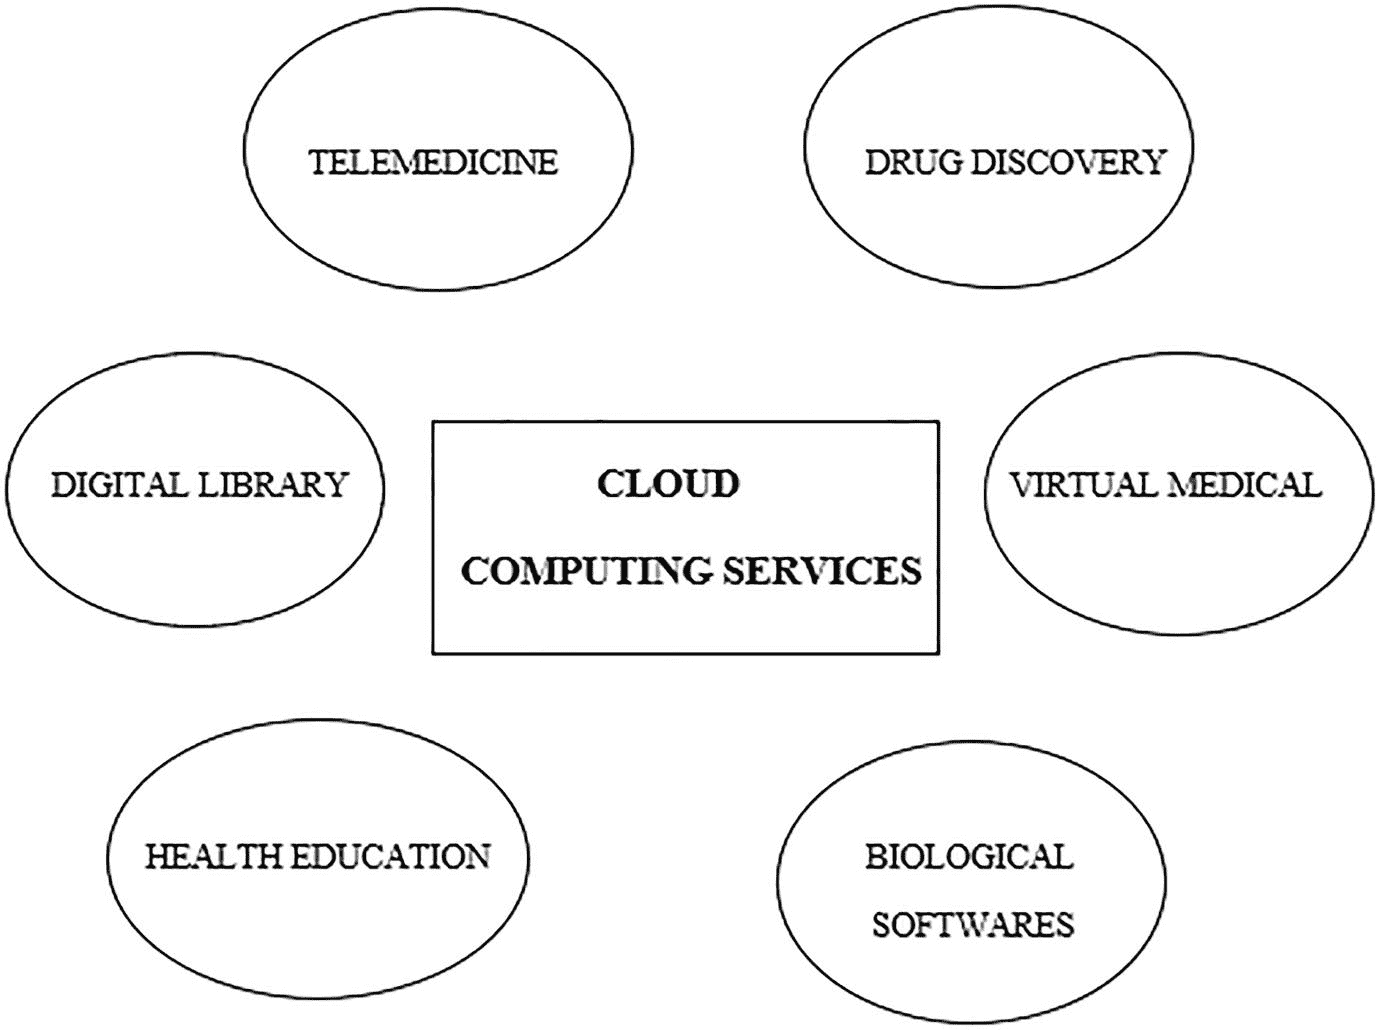 TELEMEDICINE
DRUG DISCOVERY
DIGITAL LIBRARY
CLOUD
COMPUTING SERVICES
VIRTUAL MEDICAL
HEALTH EDUCATION
BIOLOGICAL
SOFTWARES